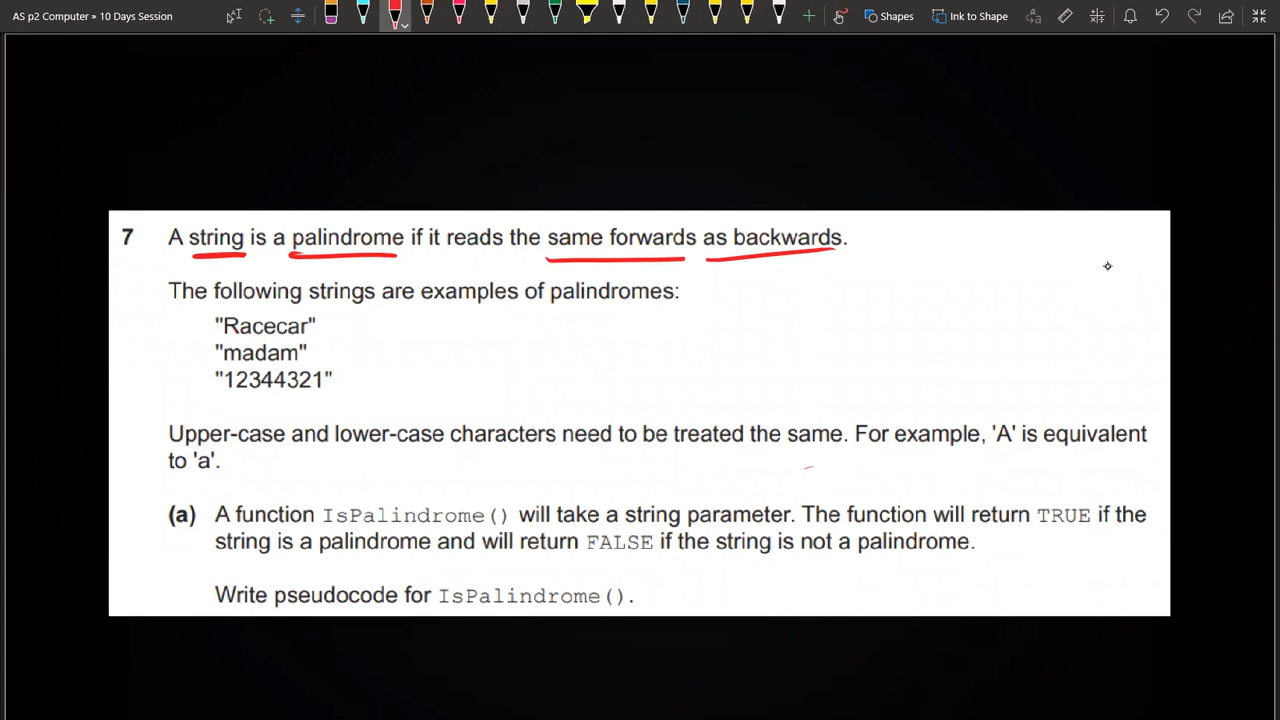 AS p2 Computer » 10 Days Session
Shapes
Ink to Shape
7 A string is a palindrome if it reads the same forwards as backwards.
The following strings are examples of palindromes:
"Racecar"
"madam"
"12344321"
Upper-case and lower-case characters need to be treated the same. For example, 'A' is equivalent
to 'a'.
(a) A function IsPalindrome() will take a string parameter. The function will return TRUE if the
string is a palindrome and will return FALSE if the string is not a palindrome.
Write pseudocode for IsPalindrome().